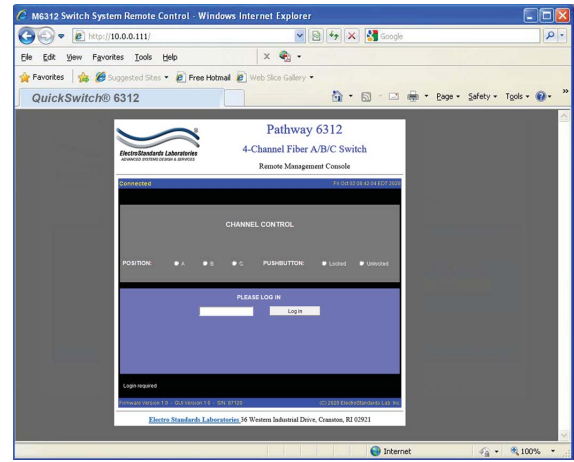 M6312 Switch System Remote Control - Windows Internet Explorer
http://10.0.0.111/
Google
File Edit View Favorites Tools Help
Favorites Suggested Sites Free Hotmail Web Slice Gallery
QuickSwitch® 6312
Page Safety Tools
ElectroStandards Laboratories
ADVANCED SYSTEMS DESIGN & SERVICES
Pathway 6312
4-Channel Fiber A/B/C Switch
Remote Management Console
Connected
Fri Oct 02 08:42:04 EDT 2020
CHANNEL CONTROL
POSITION: A B C PUSHBUTTON: Locked Unlocked
PLEASE LOG IN
Log in
Login required
Firmware Version 1.0 - GUI Version 1.0 - S/N: 67120
(C) 2020 ElectroStandards Lab. Inc.
Electro Standards Laboratories 36 Western Industrial Drive, Cranston, RI 02921
Internet
100%